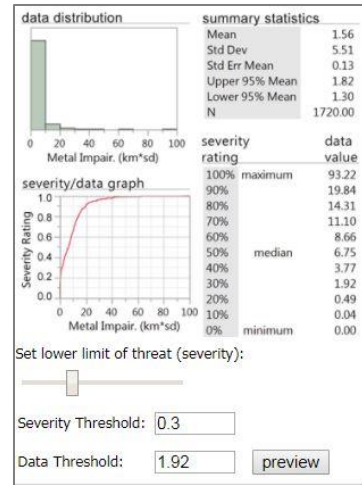 data distribution
0 20 40 60 80 100
Metal Impair. (km*sd)
summary statistics
Mean 1.56
Std Dev 5.51
Std Err Mean 0.13
Upper 95% Mean 1.82
Lower 95% Mean 1.30
N 1720.00
severity/data graph
Severity Rating
1.0
0.8
0.6
0.4
0.2
0.0
0 20 40 60 80 100
Metal Impair. (km*sd)
severity rating data value
100% maximum 93.22
90% 19.84
80% 14.31
70% 11.10
60% 8.66
50% median 6.75
40% 3.77
30% 1.92
20% 0.49
10% 0.04
0% minimum 0.00
Set lower limit of threat (severity):
Severity Threshold: 0.3
Data Threshold: 1.92 preview